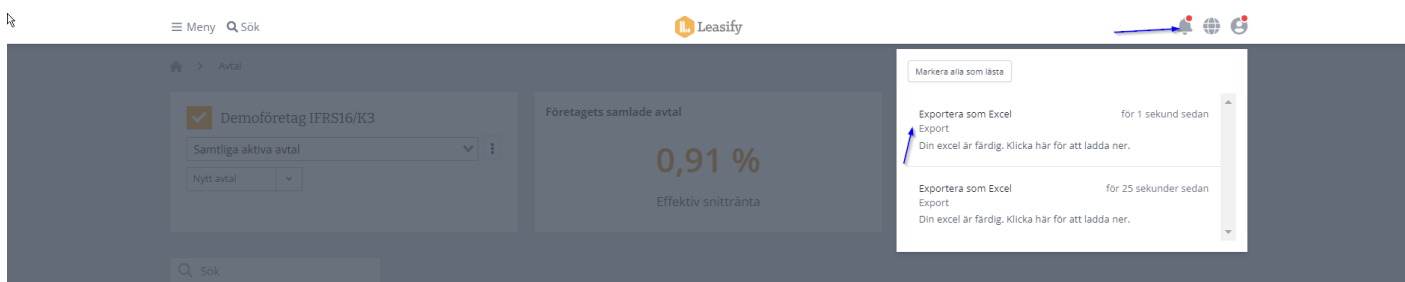 Meny Sök
Leasify
Avtal
Demoföretag IFRS16/K3
Samtliga aktiva avtal
Nytt avtal
Företagets samlade avtal
0,91 %
Effektiv snittränta
Markera alla som lästa
Exportera som Excel för 1 sekund sedan
Export
Din excel är färdig. Klicka här för att ladda ner.
Exportera som Excel för 25 sekunder sedan
Export
Din excel är färdig. Klicka här för att ladda ner.
Sök